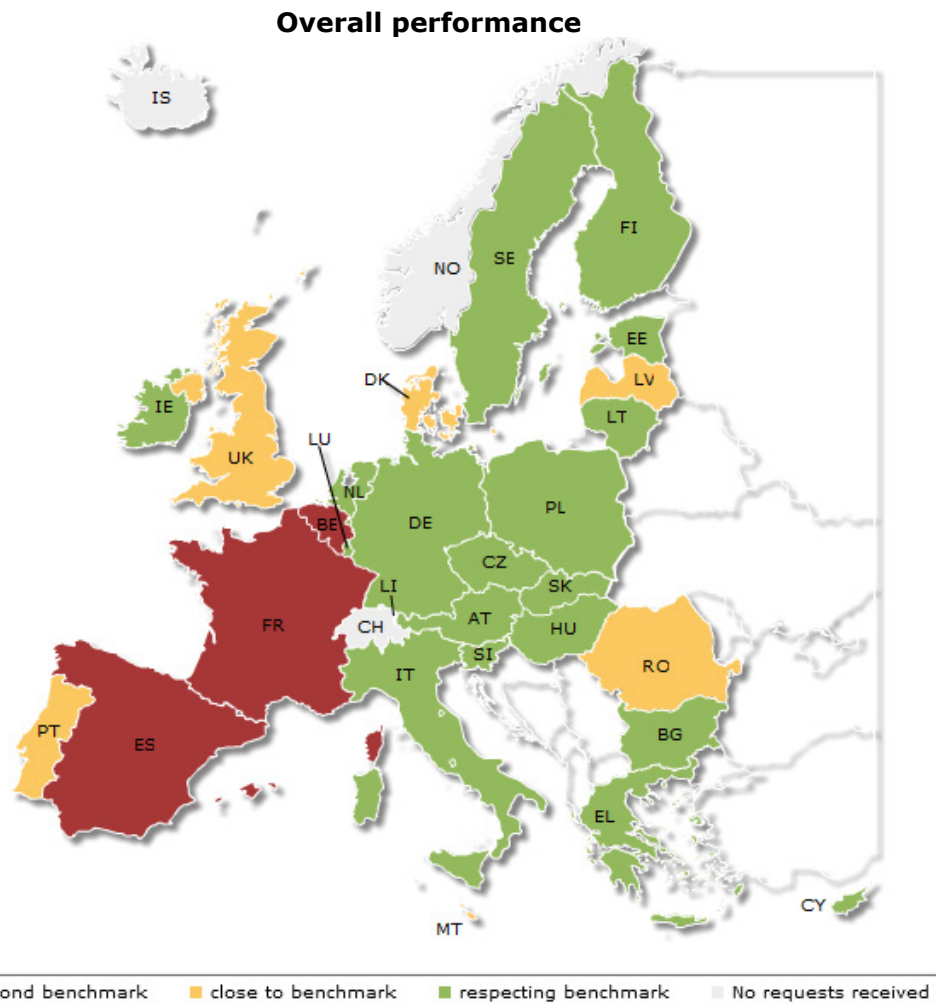 Overall performance
IS
FI
SE
NO
EE
DK
LV
IE
LT
LU
UK
NL
PL
BE
DE
CZ
LI
SK
AT
FR
CH
HU
SI
RO
IT
PT
BG
ES
EL
CY
MT
ond benchmark close to benchmark respecting benchmark No requests received